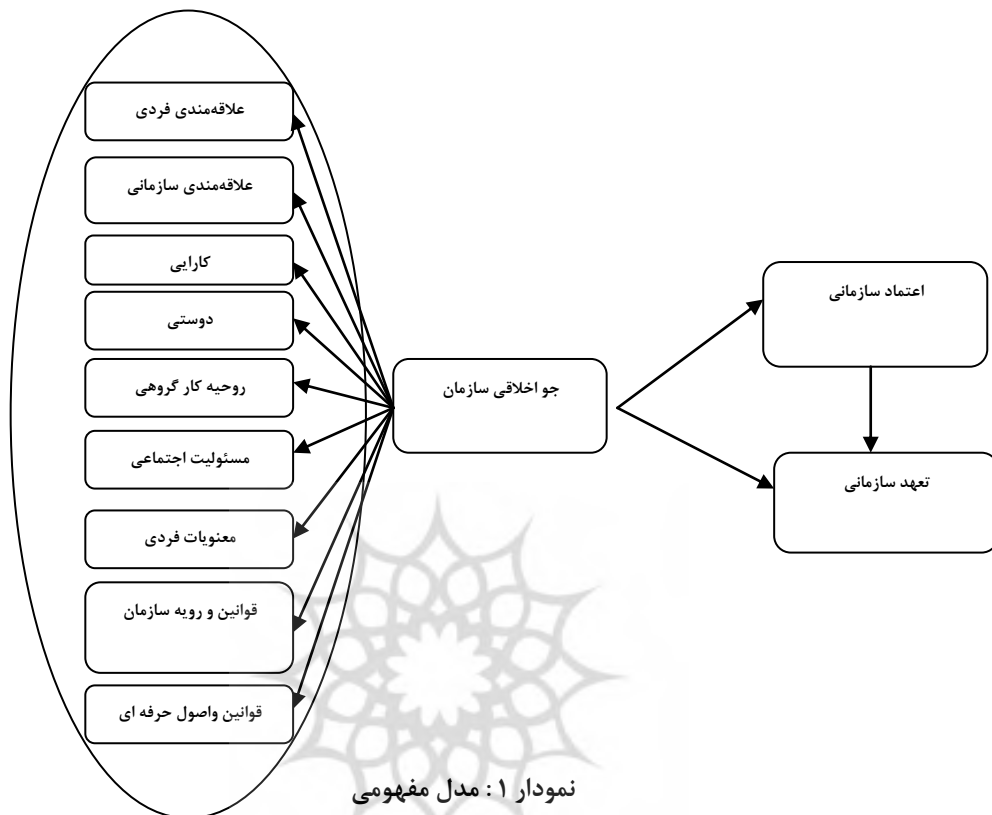 علاقه‌مندی فردی
علاقه‌مندی سازمانی
کارایی
دوستی
روحیه کار گروهی
مسئولیت اجتماعی
معنویات فردی
قوانین و رویه سازمان
قوانین واصول حرفه ای
جو اخلاقی سازمان
اعتماد سازمانی
تعهد سازمانی
نمودار ۱ : مدل مفهومی